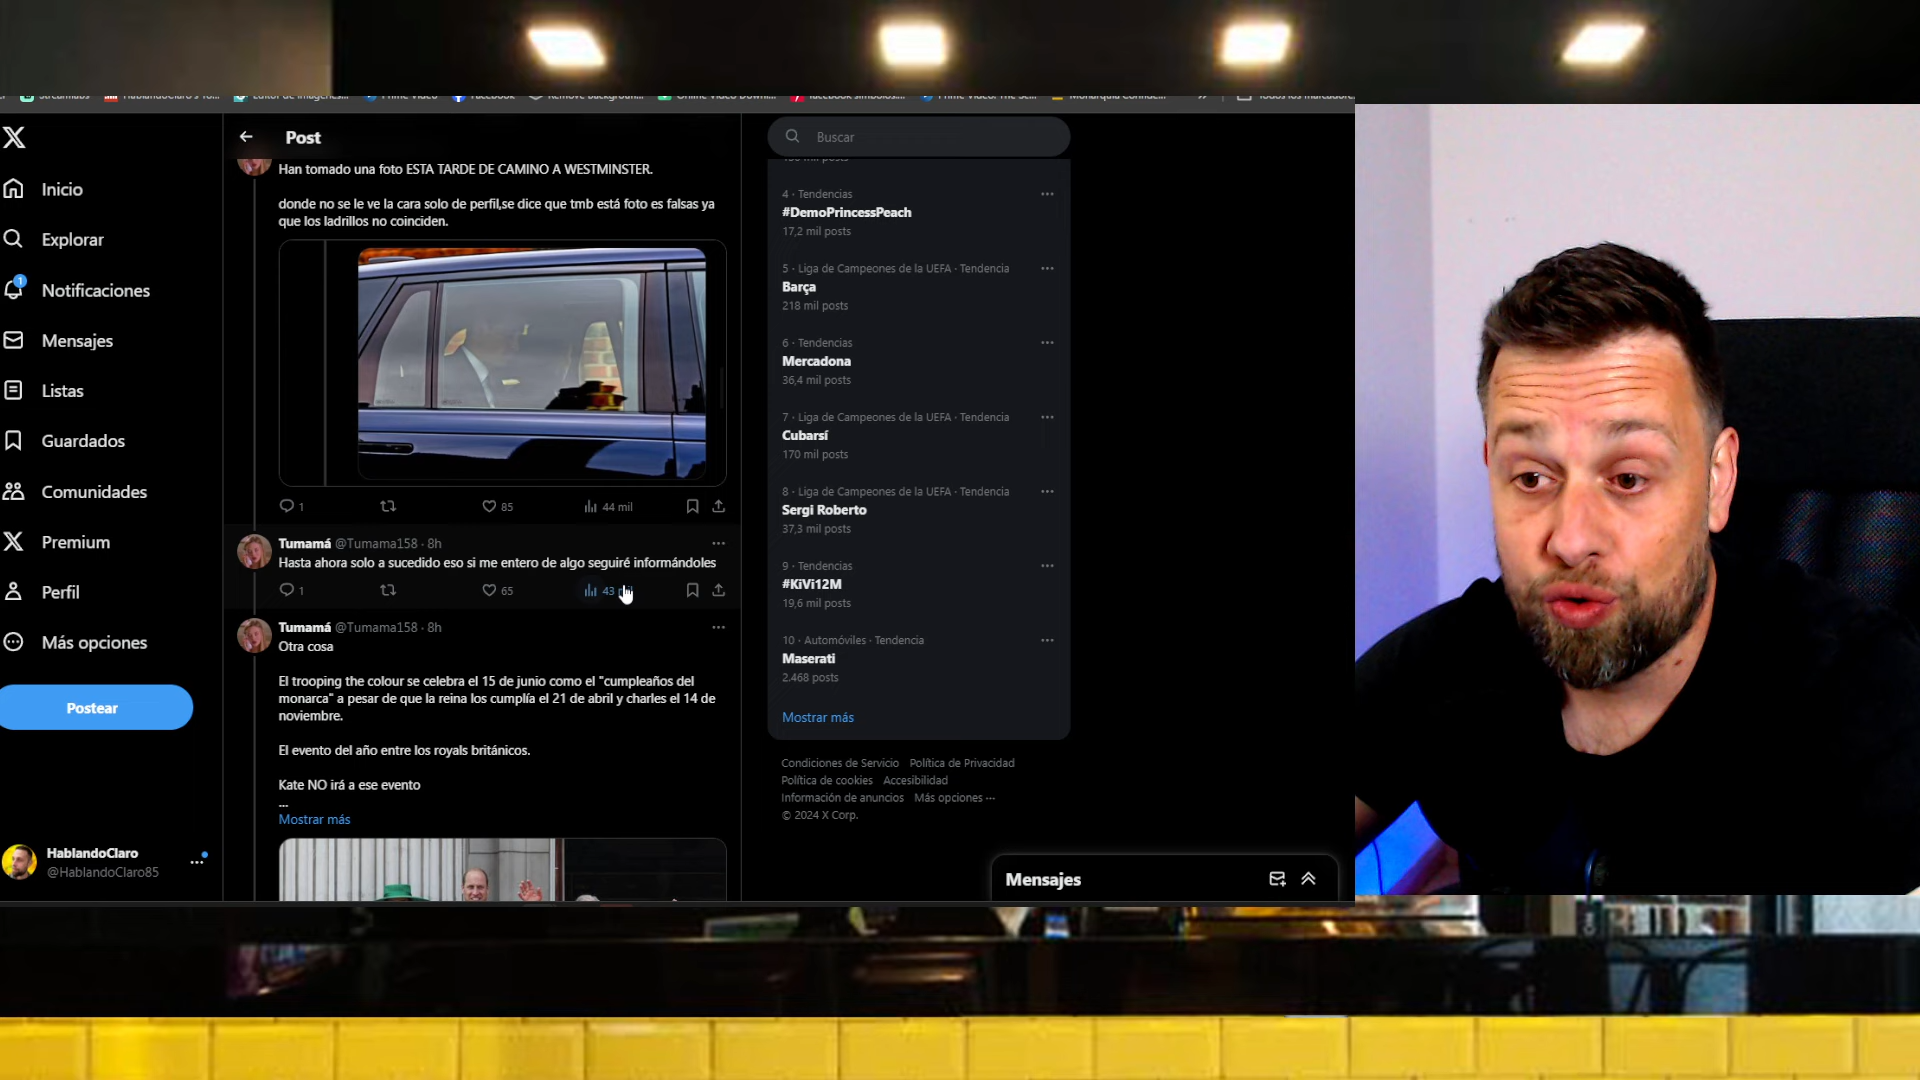 Post
Buscar
Inicio
Explorar
1
Notificaciones
Mensajes
Listas
Guardados
Comunidades
Premium
Perfil
Más opciones
Postear
HablandoClaro
@HablandoClaro85
Han tomado una foto ESTA TARDE DE CAMINO A WESTMINSTER.
donde no se le ve la cara solo de perfil,se dice que tmb está foto es falsas ya
que los ladrillos no coinciden.
1
85
44 mil
Tumamá @Tumama158 · 8h
Hasta ahora solo a sucedido eso si me entero de algo seguiré informándoles
1
65
43
Tumamá @Tumama158 · 8h
Otra cosa
El trooping the colour se celebra el 15 de junio como el "cumpleaños del
monarca" a pesar de que la reina los cumplía el 21 de abril y charles el 14 de
noviembre.
El evento del año entre los royals británicos.
Kate NO irá a ese evento
...
Mostrar más
4 · Tendencias
#DemoPrincessPeach
17,2 mil posts
5 · Liga de Campeones de la UEFA · Tendencia
Barça
218 mil posts
6 · Tendencias
Mercadona
36,4 mil posts
7 · Liga de Campeones de la UEFA · Tendencia
Cubarsí
170 mil posts
8 · Liga de Campeones de la UEFA · Tendencia
Sergi Roberto
37,3 mil posts
9 · Tendencias
#KiVi12M
19,6 mil posts
10 · Automóviles · Tendencia
Maserati
2.468 posts
Mostrar más
Condiciones de Servicio Política de Privacidad
Política de cookies Accesibilidad
Información de anuncios Más opciones ···
© 2024 X Corp.
Mensajes